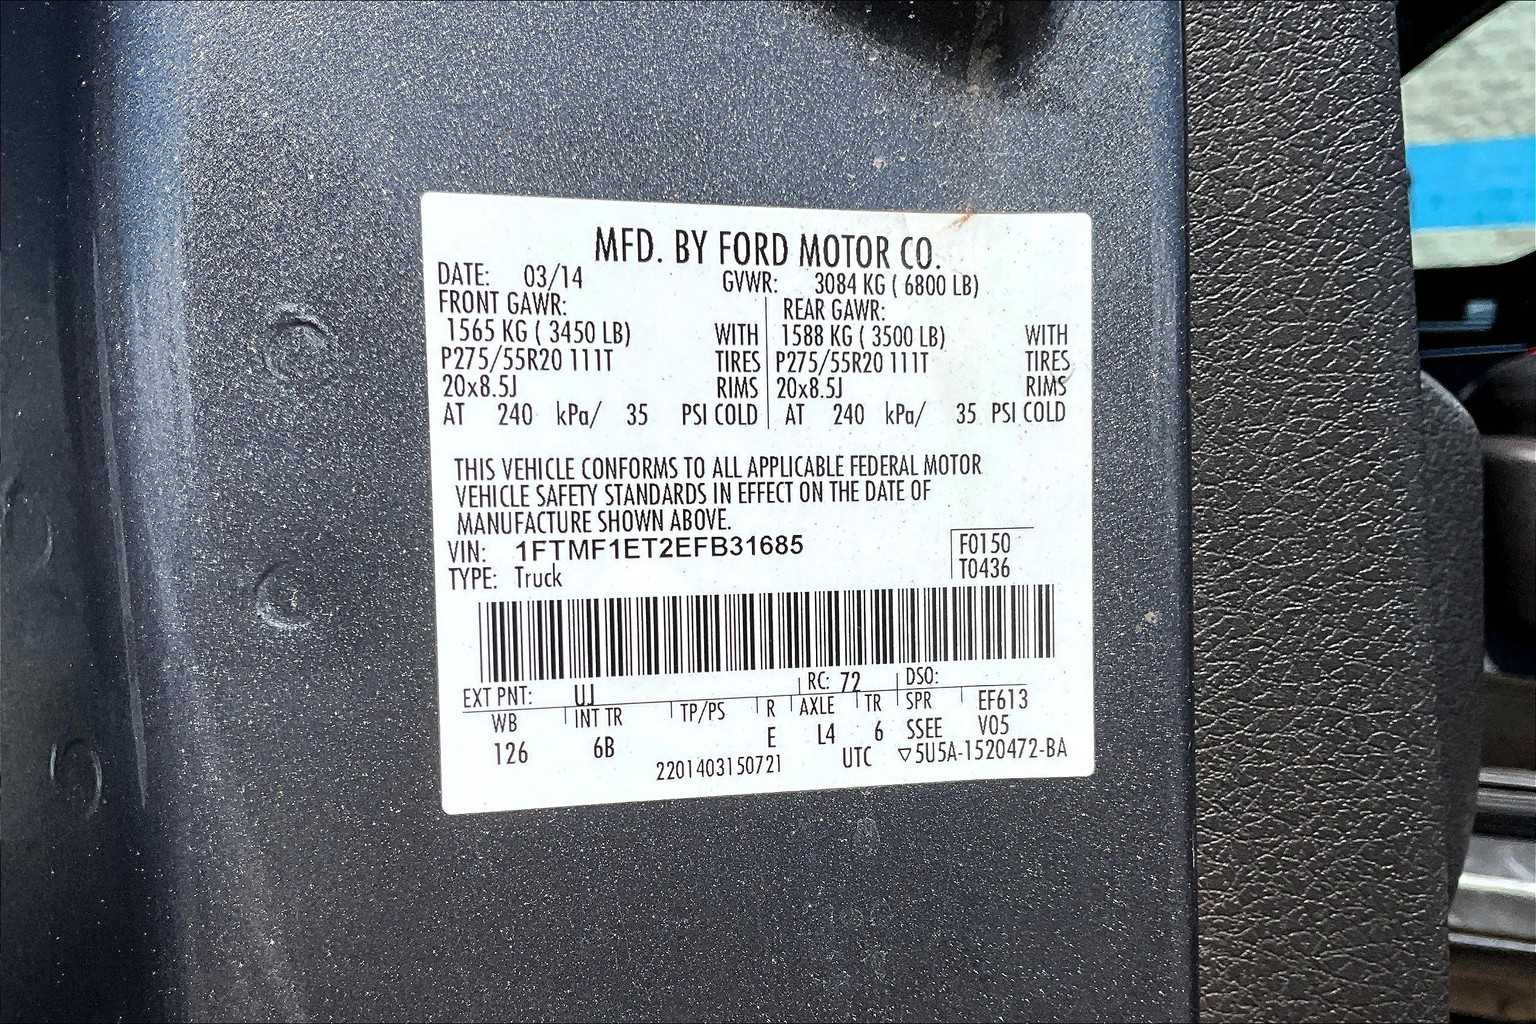 MFD. BY FORD MOTOR CO.
DATE: 03/14 GVWR: 3084 KG ( 6800 LB)
FRONT GAWR: REAR GAWR:
1565 KG ( 3450 LB) WITH 1588 KG ( 3500 LB) WITH
P275/55R20 111T TIRES P275/55R20 111T TIRES
20x8.5J RIMS 20x8.5J RIMS
AT 240 kPa/ 35 PSI COLD AT 240 kPa/ 35 PSI COLD
THIS VEHICLE CONFORMS TO ALL APPLICABLE FEDERAL MOTOR
VEHICLE SAFETY STANDARDS IN EFFECT ON THE DATE OF
MANUFACTURE SHOWN ABOVE.
VIN: 1FTMF1ET2EFB31685 F0150
TYPE: Truck T0436
EXT PNT: UJ RC: 72 DSO:
WB INT TR TP/PS R AXLE TR SPR EF613
126 6B E L4 6 SSEE V05
2201403150721 UTC ▽5U5A-1520472-BA